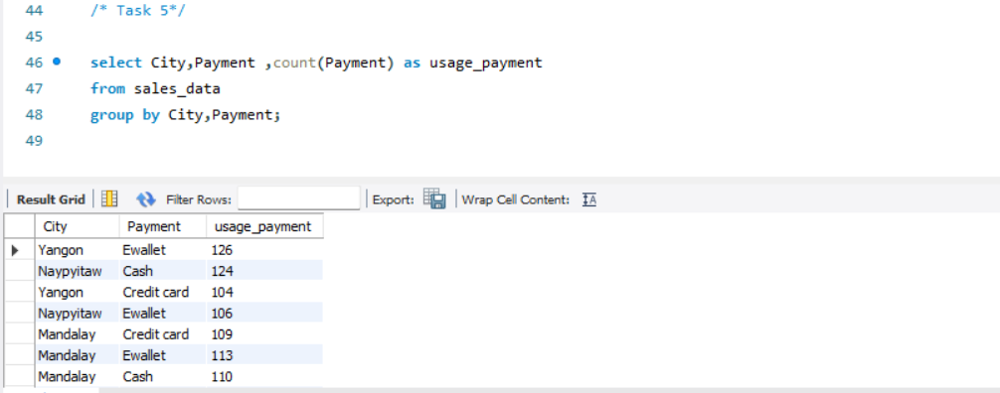 44 /* Task 5*/
45
46 select City,Payment ,count(Payment) as usage_payment
47 from sales_data
48 group by City,Payment;
49
Result Grid Filter Rows: Export: Wrap Cell Content: IA
City Payment usage_payment
Yangon Ewallet 126
Naypyitaw Cash 124
Yangon Credit card 104
Naypyitaw Ewallet 106
Mandalay Credit card 109
Mandalay Ewallet 113
Mandalay Cash 110